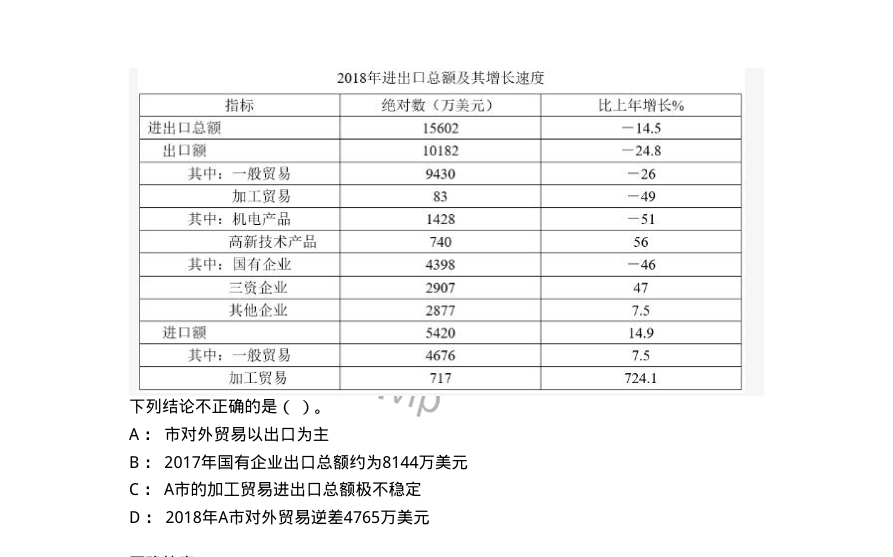 2018年进出口总额及其增长速度
指标 绝对数（万美元） 比上年增长%
进出口总额 15602 －14.5
出口额 10182 －24.8
其中：一般贸易 9430 －26
加工贸易 83 －49
其中：机电产品 1428 －51
高新技术产品 740 56
其中：国有企业 4398 －46
三资企业 2907 47
其他企业 2877 7.5
进口额 5420 14.9
其中：一般贸易 4676 7.5
加工贸易 717 724.1
下列结论不正确的是（ ）。
A： 市对外贸易以出口为主
B： 2017年国有企业出口总额约为8144万美元
C： A市的加工贸易进出口总额极不稳定
D： 2018年A市对外贸易逆差4765万美元